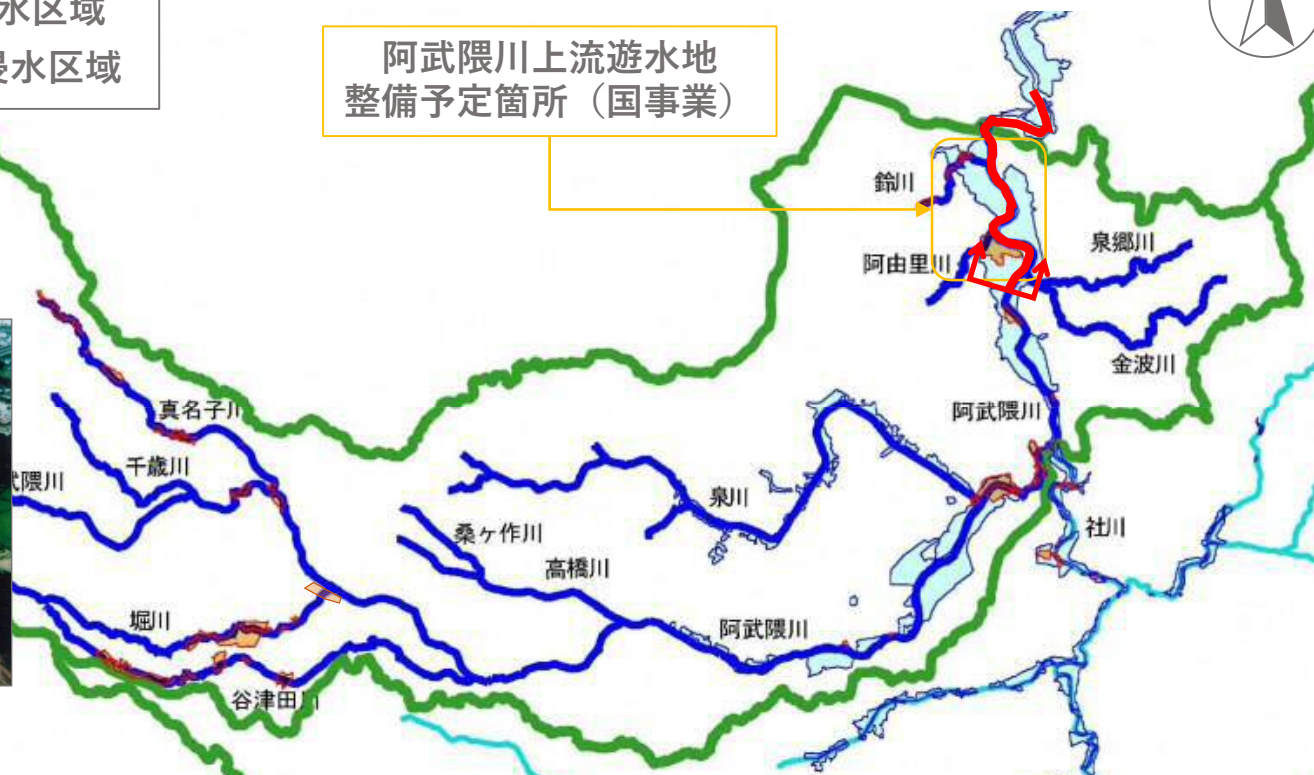 水区域
浸水区域
阿武隈川上流遊水地
整備予定箇所（国事業）
鈴川
阿由里川
泉郷川
金波川
阿武隈川
真名子川
千歳川
武隈川
泉川
桑ヶ作川
高橋川
社川
堀川
阿武隈川
谷津田川